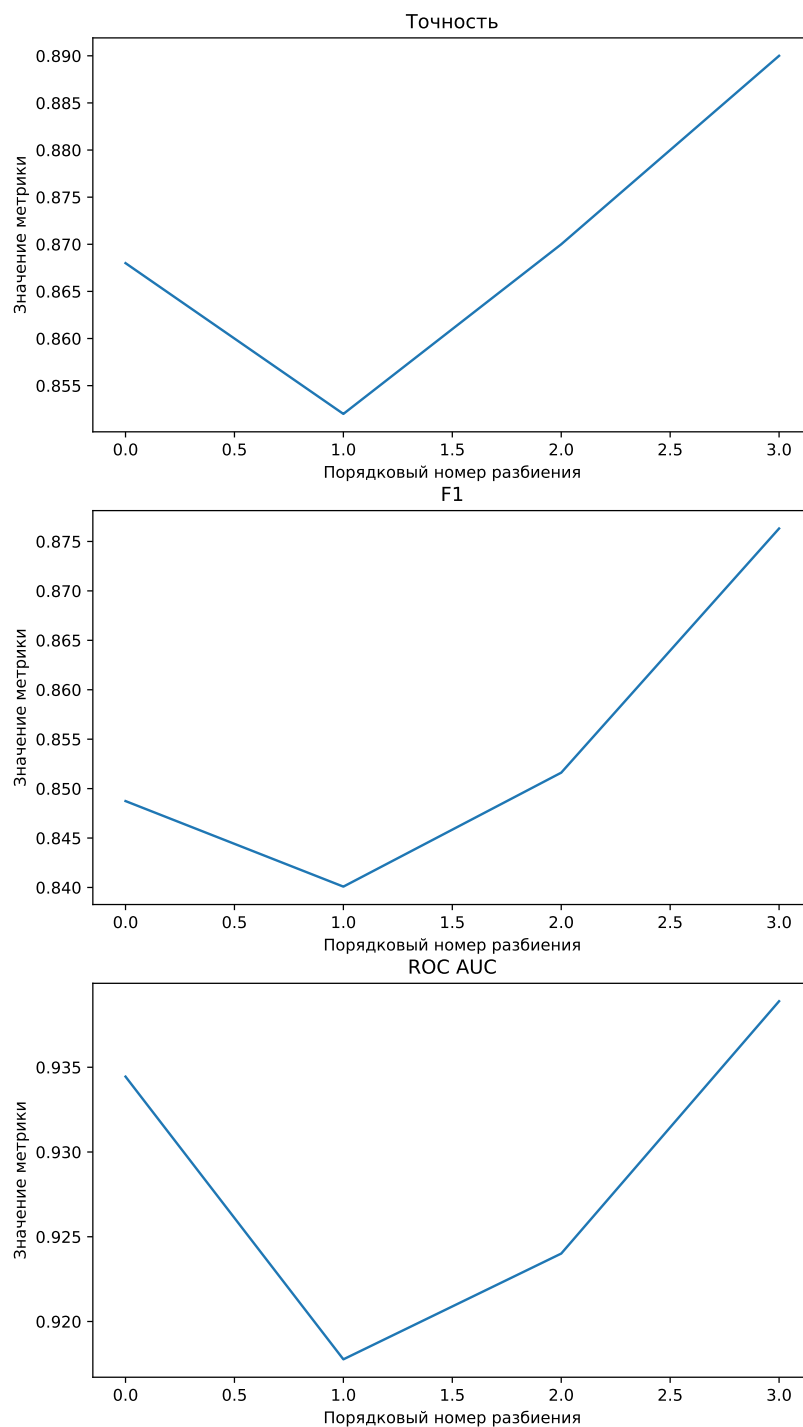 Точность
0.890
0.885
0.880
0.875
0.870
0.865
0.860
0.855
Значение метрики
0.0 0.5 1.0 1.5 2.0 2.5 3.0
Порядковый номер разбиения
F1
0.875
0.870
0.865
0.860
0.855
0.850
0.845
0.840
Значение метрики
0.0 0.5 1.0 1.5 2.0 2.5 3.0
Порядковый номер разбиения
ROC AUC
0.935
0.930
0.925
0.920
Значение метрики
0.0 0.5 1.0 1.5 2.0 2.5 3.0
Порядковый номер разбиения